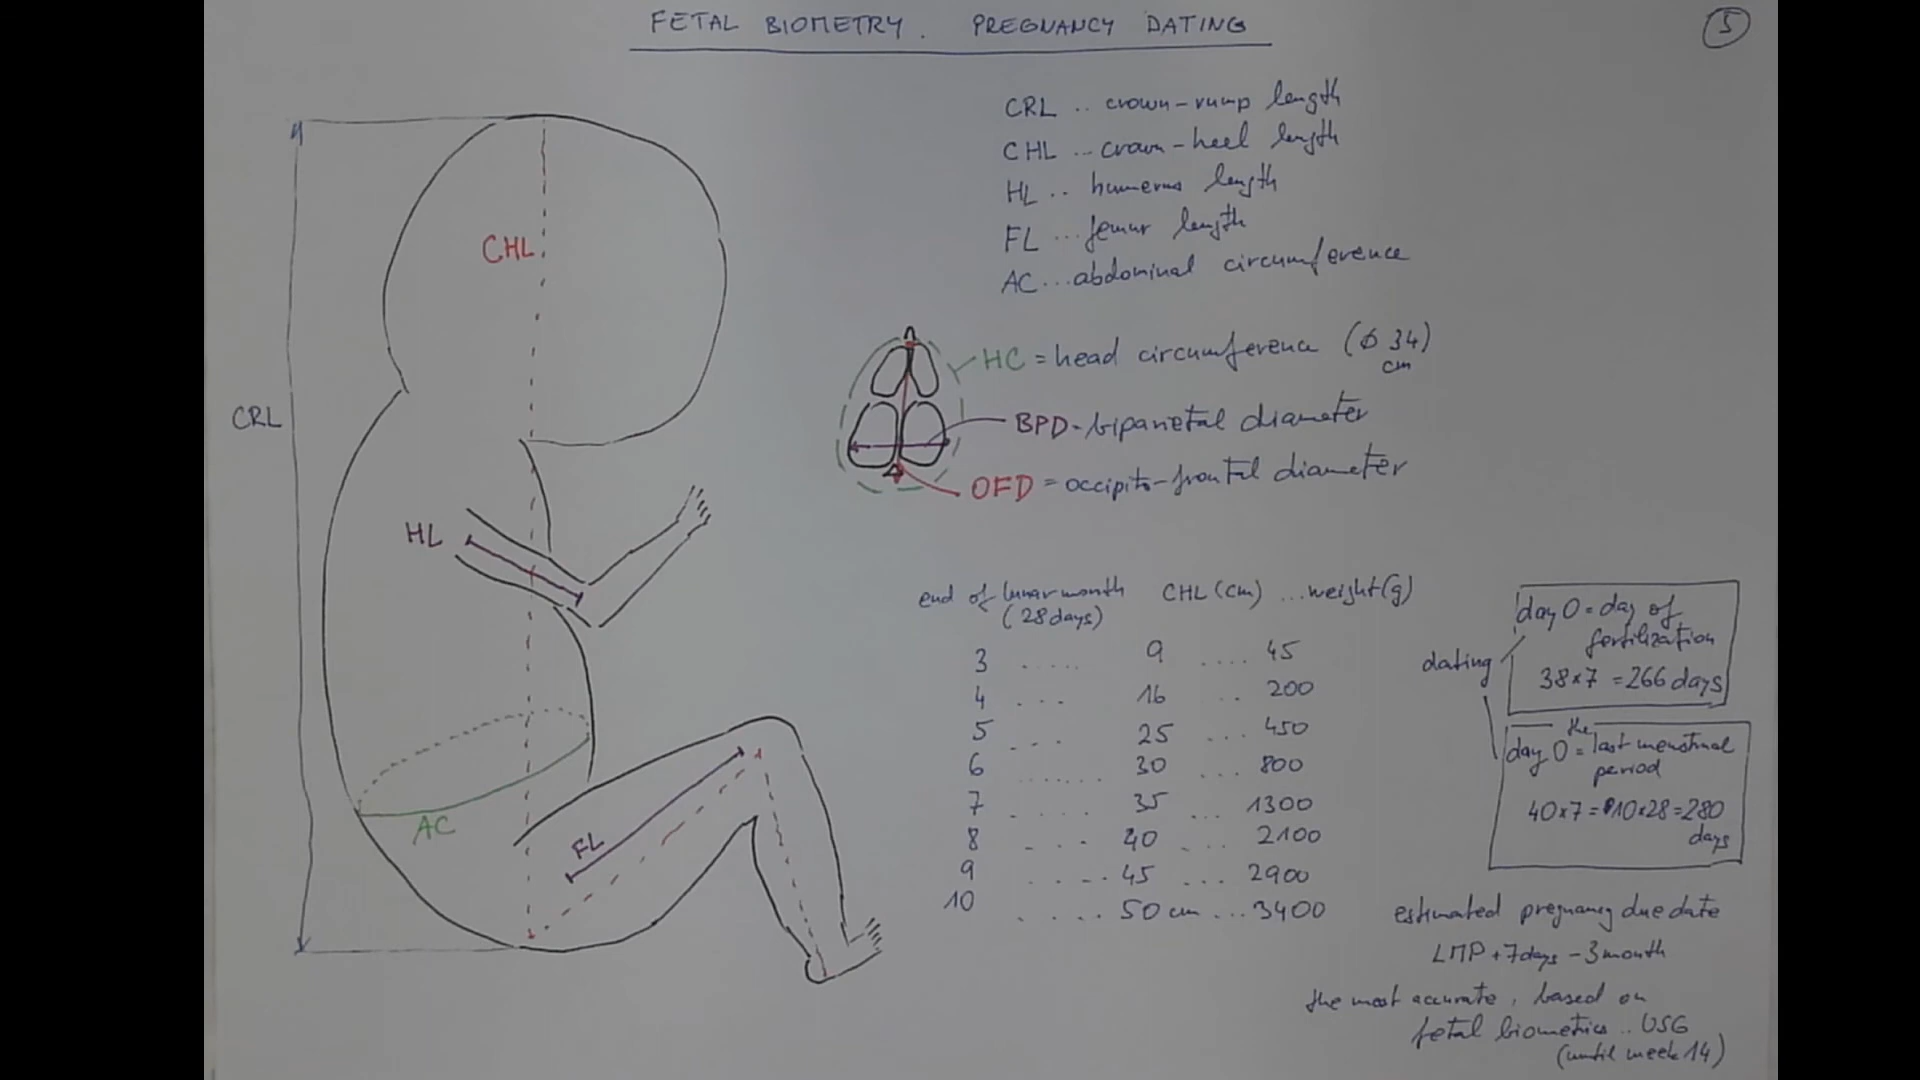 FETAL BIOMETRY. PREGNANCY DATING
5
CRL .. crown-rump length
CHL ... crown-heel length
HL .. humerus length
FL ... femur length
AC ... abdominal circumference
CHL
CRL
HL
AC
FL
HC = head circumference (ϕ 34)
cm
BPD - biparietal diameter
OFD = occipito-frontal diameter
end of lunar month CHL (cm) ... weight (g)
(28 days)
3 ..... 9 .... 45
4 ... 16 .. 200
5 ... 25 ... 450
6 ...... 30 ... 800
7 .... 35 ... 1300
8 ... 40 ... 2100
9 .... 45 ... 2900
10 .... 50 cm ... 3400
dating
day 0 = day of
fertilization
38×7 = 266 days
the
day 0 = last menstrual
period
40×7 = 10×28 = 280
days
estimated pregnancy due date
LMP + 7 days - 3 month
the most accurate, based on
fetal biometrics .. USG
(until week 14)